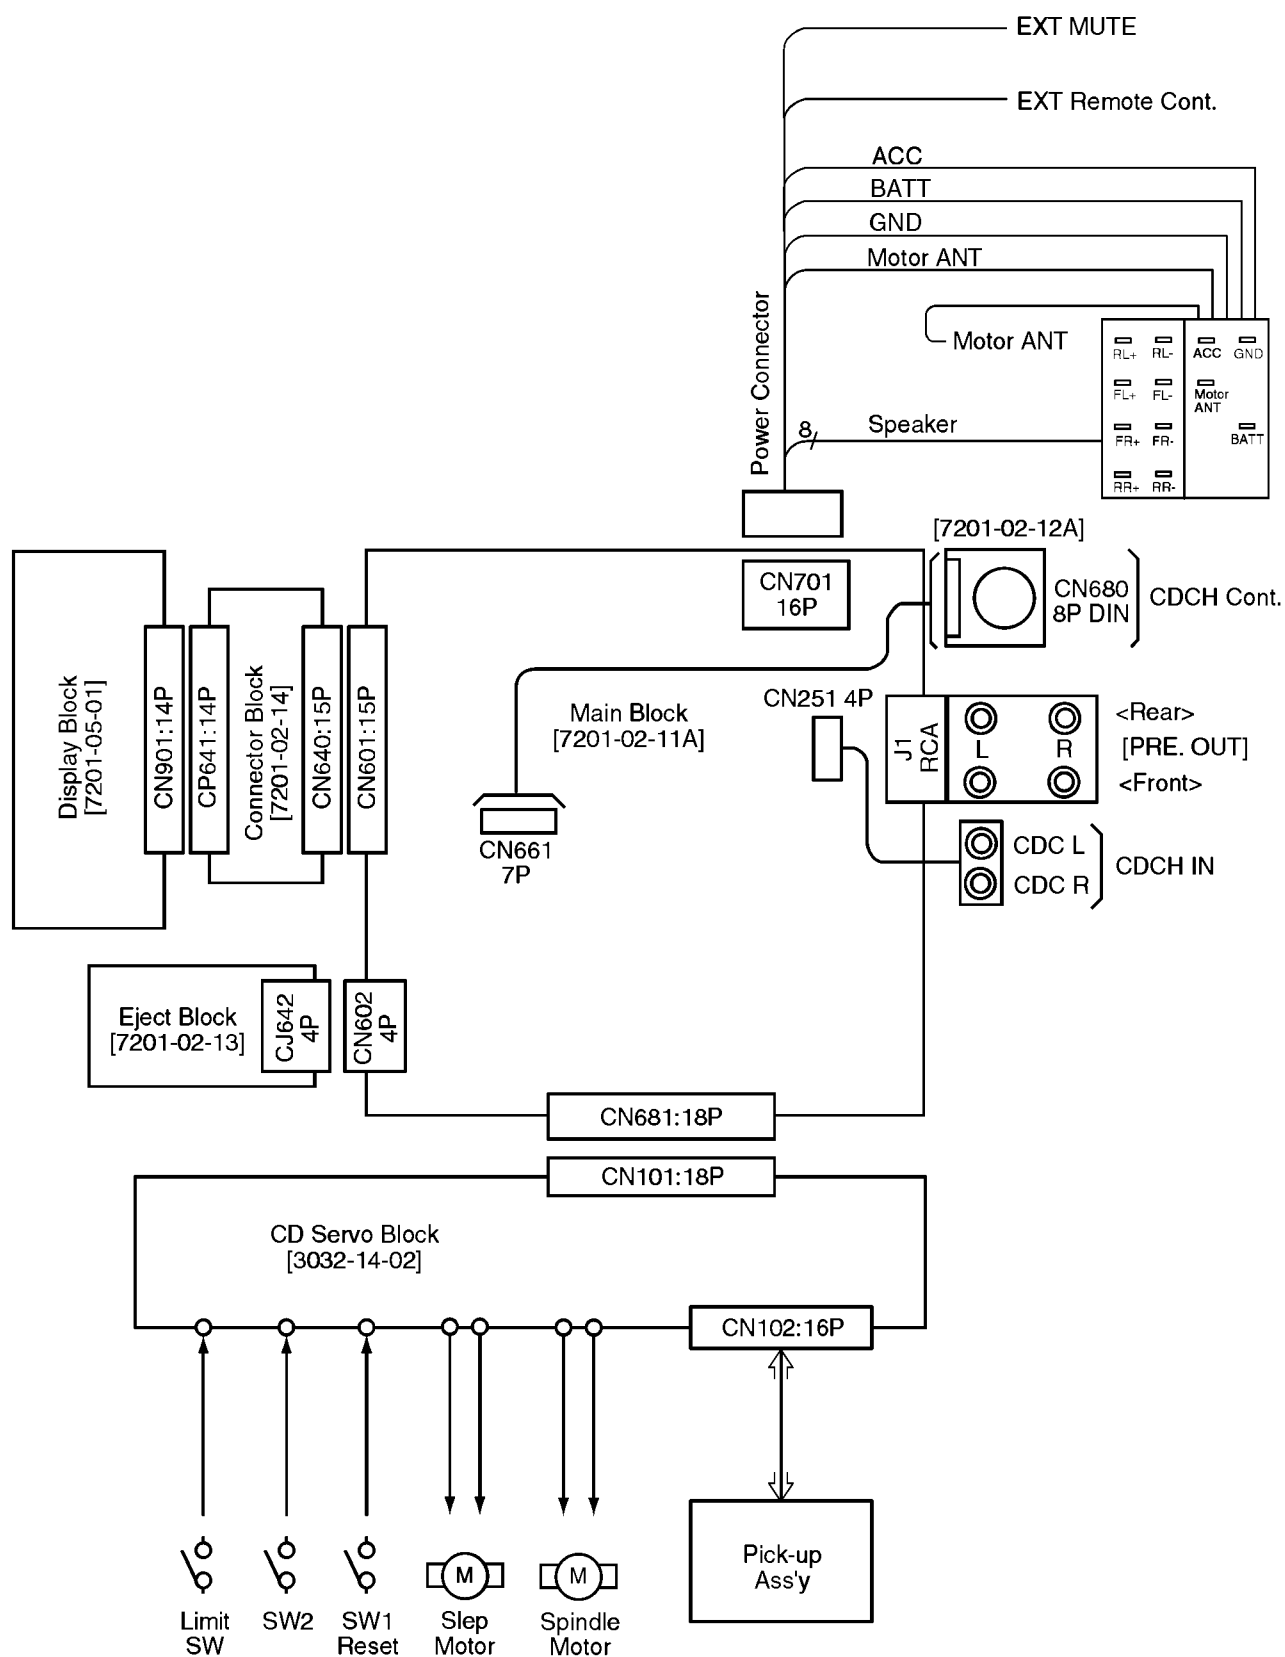 EXT MUTE
EXT Remote Cont.
ACC
BATT
GND
Motor ANT
Power Connector
Motor ANT
RL+ RL- ACC GND
FL+ FL- Motor
ANT
FR+ FR- BATT
RR+ RR-
8
Speaker
[7201-02-12A]
CN701
16P
CN680
8P DIN
CDCH Cont.
Display Block
[7201-05-01]
CN901:14P
CP641:14P
Connector Block
[7201-02-14]
CN640:15P
CN601:15P
Main Block
[7201-02-11A]
CN251 4P
J1
RCA
L R
<Rear>
[PRE. OUT]
<Front>
CN661
7P
CDC L
CDC R
CDCH IN
Eject Block
[7201-02-13]
CJ642
4P
CN602
4P
CN681:18P
CN101:18P
CD Servo Block
[3032-14-02]
CN102:16P
M
M
Pick-up
Ass'y
Limit
SW
SW2
SW1
Reset
Slep
Motor
Spindle
Motor